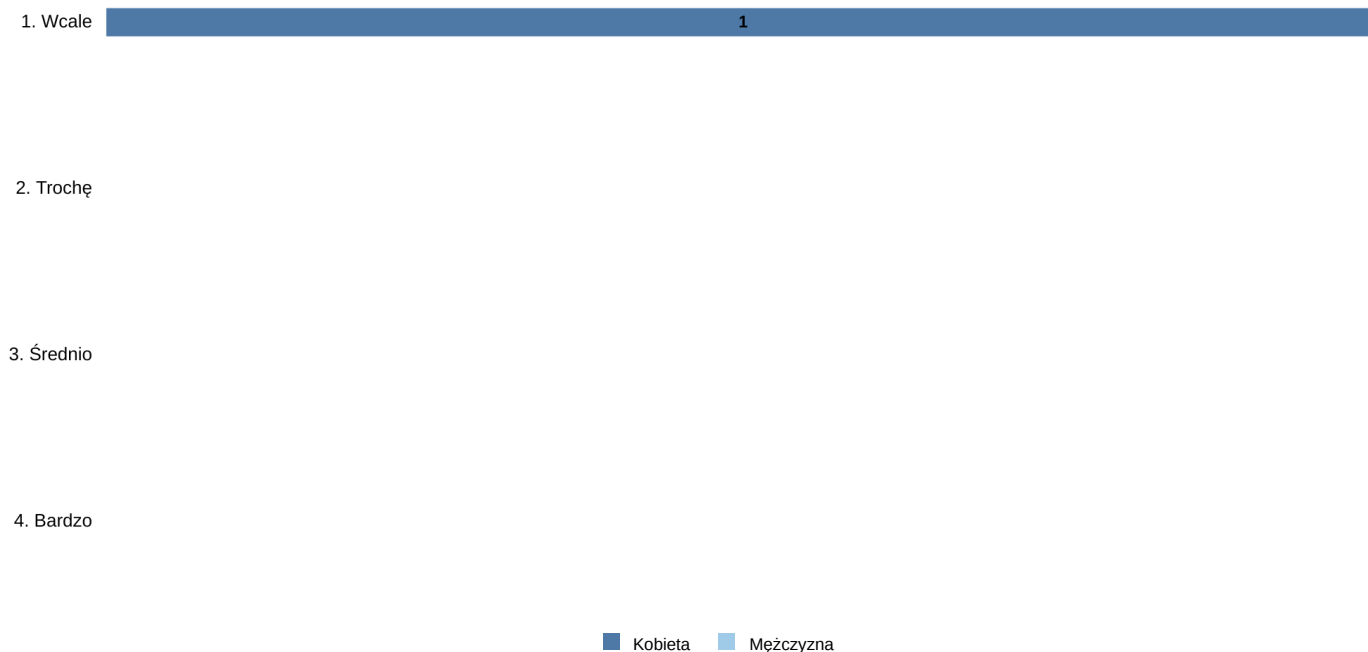 1. Wcale
1
2. Trochę
3. Średnio
4. Bardzo
Kobieta Mężczyzna